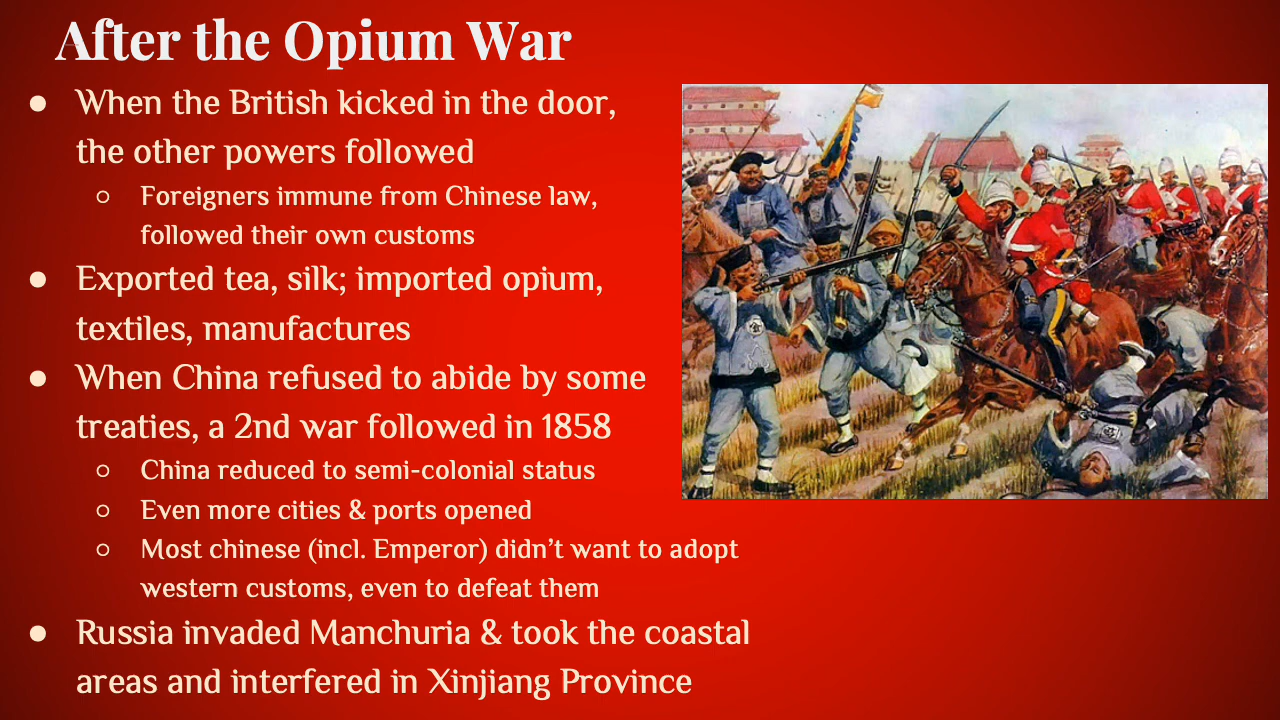 After the Opium War
● When the British kicked in the door,
the other powers followed
○ Foreigners immune from Chinese law,
followed their own customs
● Exported tea, silk; imported opium,
textiles, manufactures
● When China refused to abide by some
treaties, a 2nd war followed in 1858
○ China reduced to semi-colonial status
○ Even more cities & ports opened
○ Most chinese (incl. Emperor) didn’t want to adopt
western customs, even to defeat them
● Russia invaded Manchuria & took the coastal
areas and interfered in Xinjiang Province